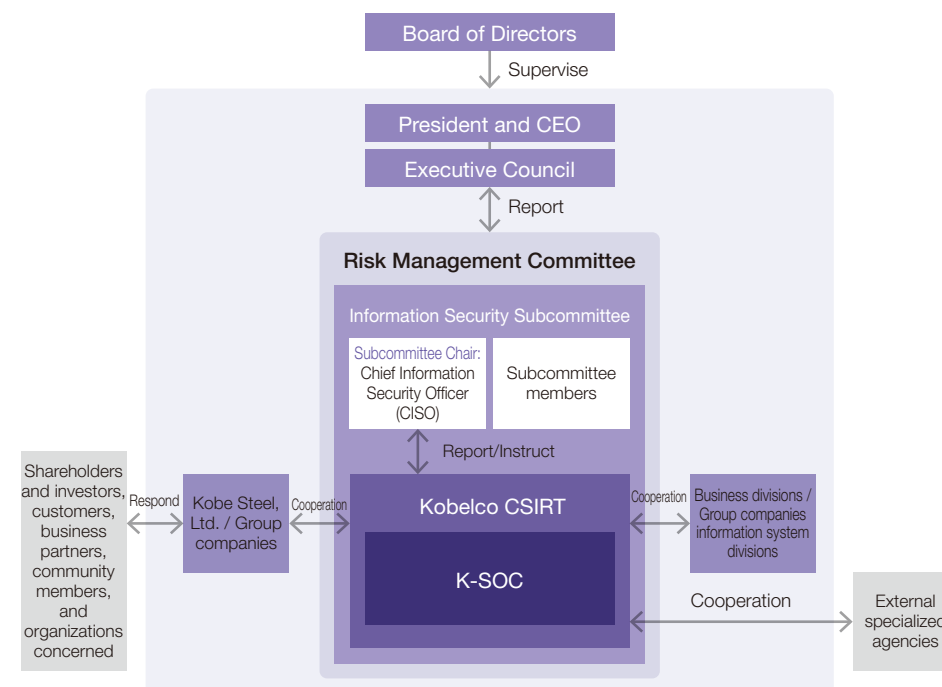 Board of Directors
Supervise
President and CEO
Executive Council
Report
Risk Management Committee
Information Security Subcommittee
Subcommittee Chair:
Chief Information
Security Officer
(CISO)
Subcommittee
members
Report/Instruct
Shareholders
and investors,
customers,
business
partners,
community
members,
and
organizations
concerned
Respond
Kobe Steel,
Ltd. / Group
companies
Cooperation
Kobelco CSIRT
K-SOC
Cooperation
Business divisions /
Group companies
information system
divisions
Cooperation
External
specialized
agencies